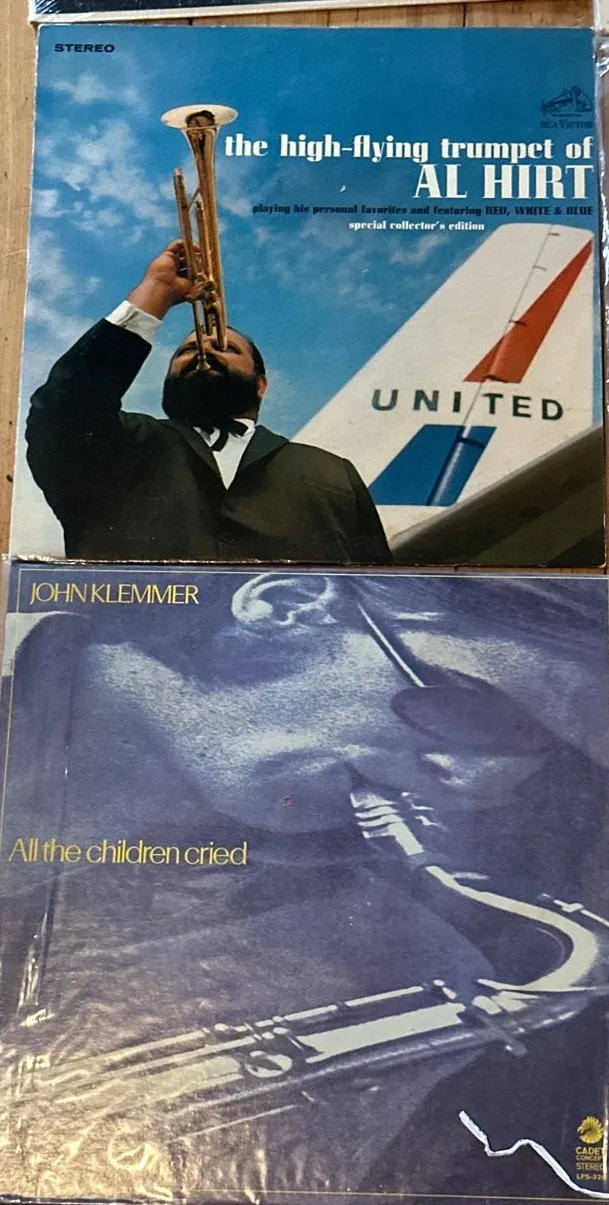 STEREO
RCA VICTOR
the high-flying trumpet of
AL HIRT
playing his personal favorites and featuring RED, WHITE & BLUE
special collector's edition
UNITED
JOHN KLEMMER
All the children cried
CADET
CONCEPT
STEREO